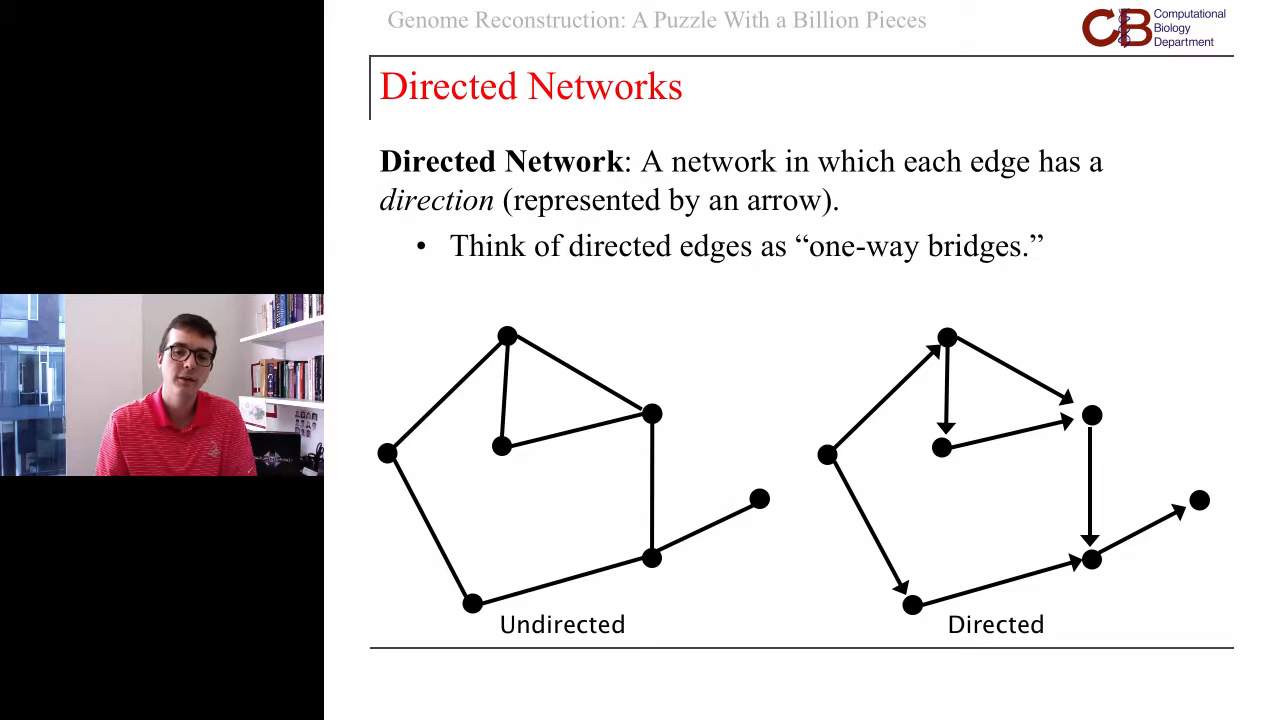 Genome Reconstruction: A Puzzle With a Billion Pieces
CB Computational
Biology
Department
Directed Networks
Directed Network: A network in which each edge has a
direction (represented by an arrow).
• Think of directed edges as “one-way bridges.”
Undirected
Directed